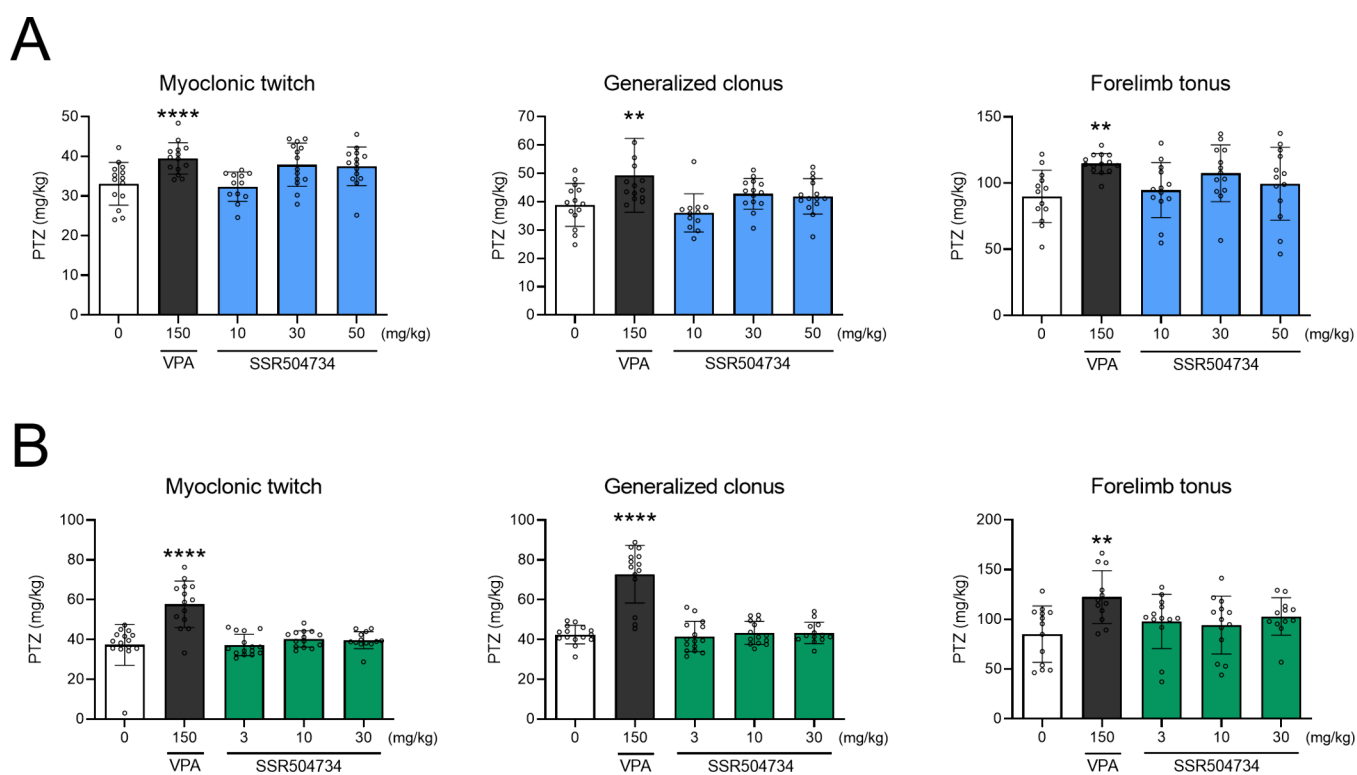 A
Myoclonic twitch
Generalized clonus
Forelimb tonus
PTZ (mg/kg)
50
40
30
20
10
0
****
0
150
10
30
50
(mg/kg)
VPA
SSR504734
PTZ (mg/kg)
70
60
50
40
30
20
10
0
**
0
150
10
30
50
(mg/kg)
VPA
SSR504734
PTZ (mg/kg)
150
100
50
0
**
0
150
10
30
50
(mg/kg)
VPA
SSR504734
B
Myoclonic twitch
Generalized clonus
Forelimb tonus
PTZ (mg/kg)
100
80
60
40
20
0
****
0
150
3
10
30
(mg/kg)
VPA
SSR504734
PTZ (mg/kg)
100
80
60
40
20
0
****
0
150
3
10
30
(mg/kg)
VPA
SSR504734
PTZ (mg/kg)
200
150
100
50
0
**
0
150
3
10
30
(mg/kg)
VPA
SSR504734